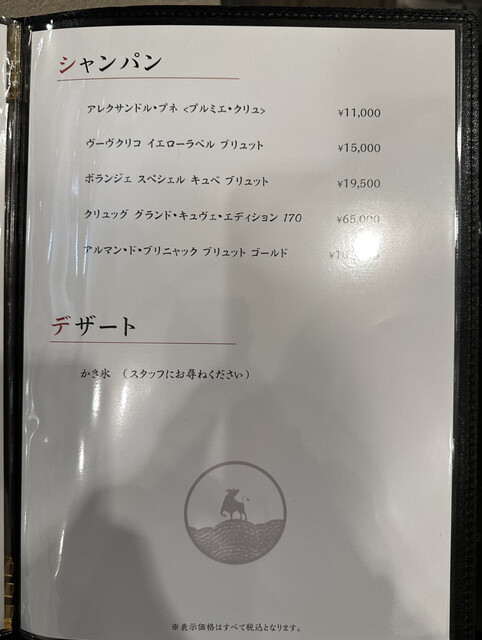 シャンパン
アレクサンドル・プネ <プルミエ・クリュ> ¥11,000
ヴーヴクリコ イエローラベル ブリュット ¥15,000
ボランジェ スペシェル キュベ ブリュット ¥19,500
クリュッグ グランド・キュヴェ・エディション 170 ¥65,000
アルマン・ド・ブリニャック ブリュット ゴールド
デザート
かき氷 （スタッフにお尋ねください）
※表示価格はすべて税込となります。